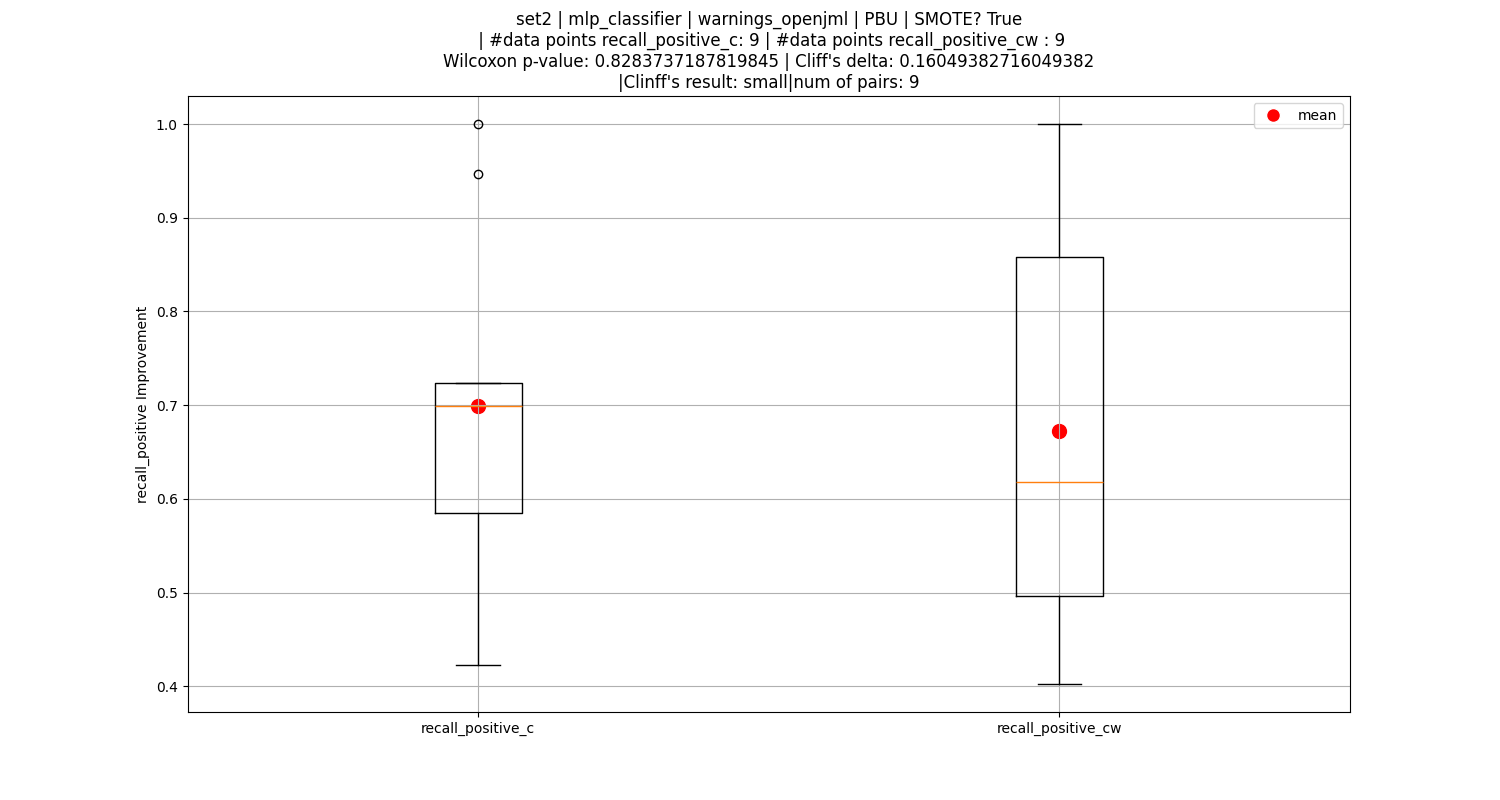 set2 | mlp_classifier | warnings_openjml | PBU | SMOTE? True
| #data points recall_positive_c: 9 | #data points recall_positive_cw : 9
Wilcoxon p-value: 0.8283737187819845 | Cliff's delta: 0.16049382716049382
|Clinff's result: small|num of pairs: 9
mean
1.0
0.9
0.8
0.7
0.6
0.5
0.4
recall_positive Improvement
recall_positive_c
recall_positive_cw